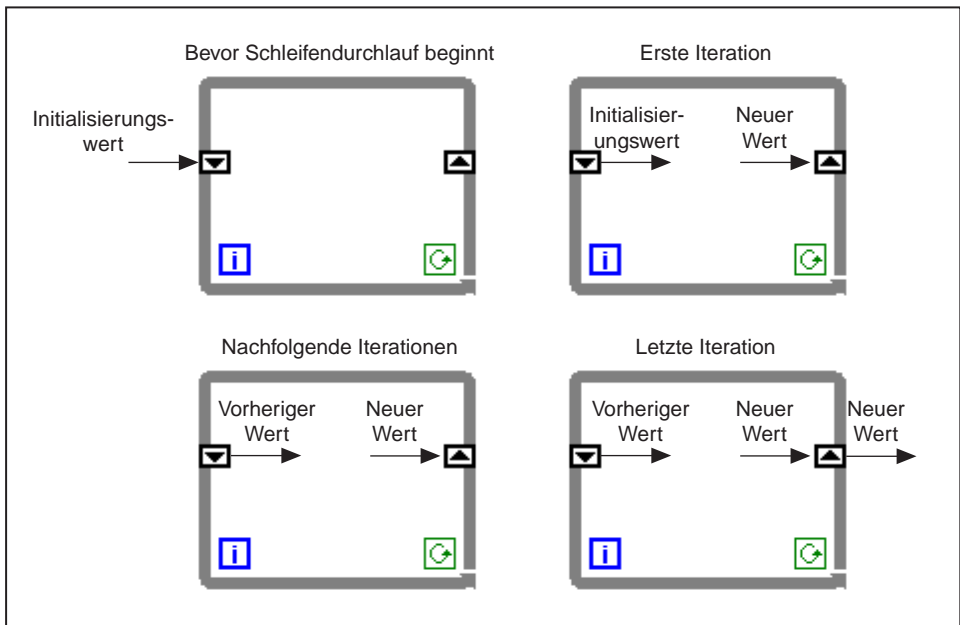 Bevor Schleifendurchlauf beginnt
Initialisierungs-
wert
i
Erste Iteration
Initialisier-
ungswert
Neuer
Wert
i
Nachfolgende Iterationen
Vorheriger
Wert
Neuer
Wert
i
Letzte Iteration
Vorheriger
Wert
Neuer
Wert
Neuer
Wert
i